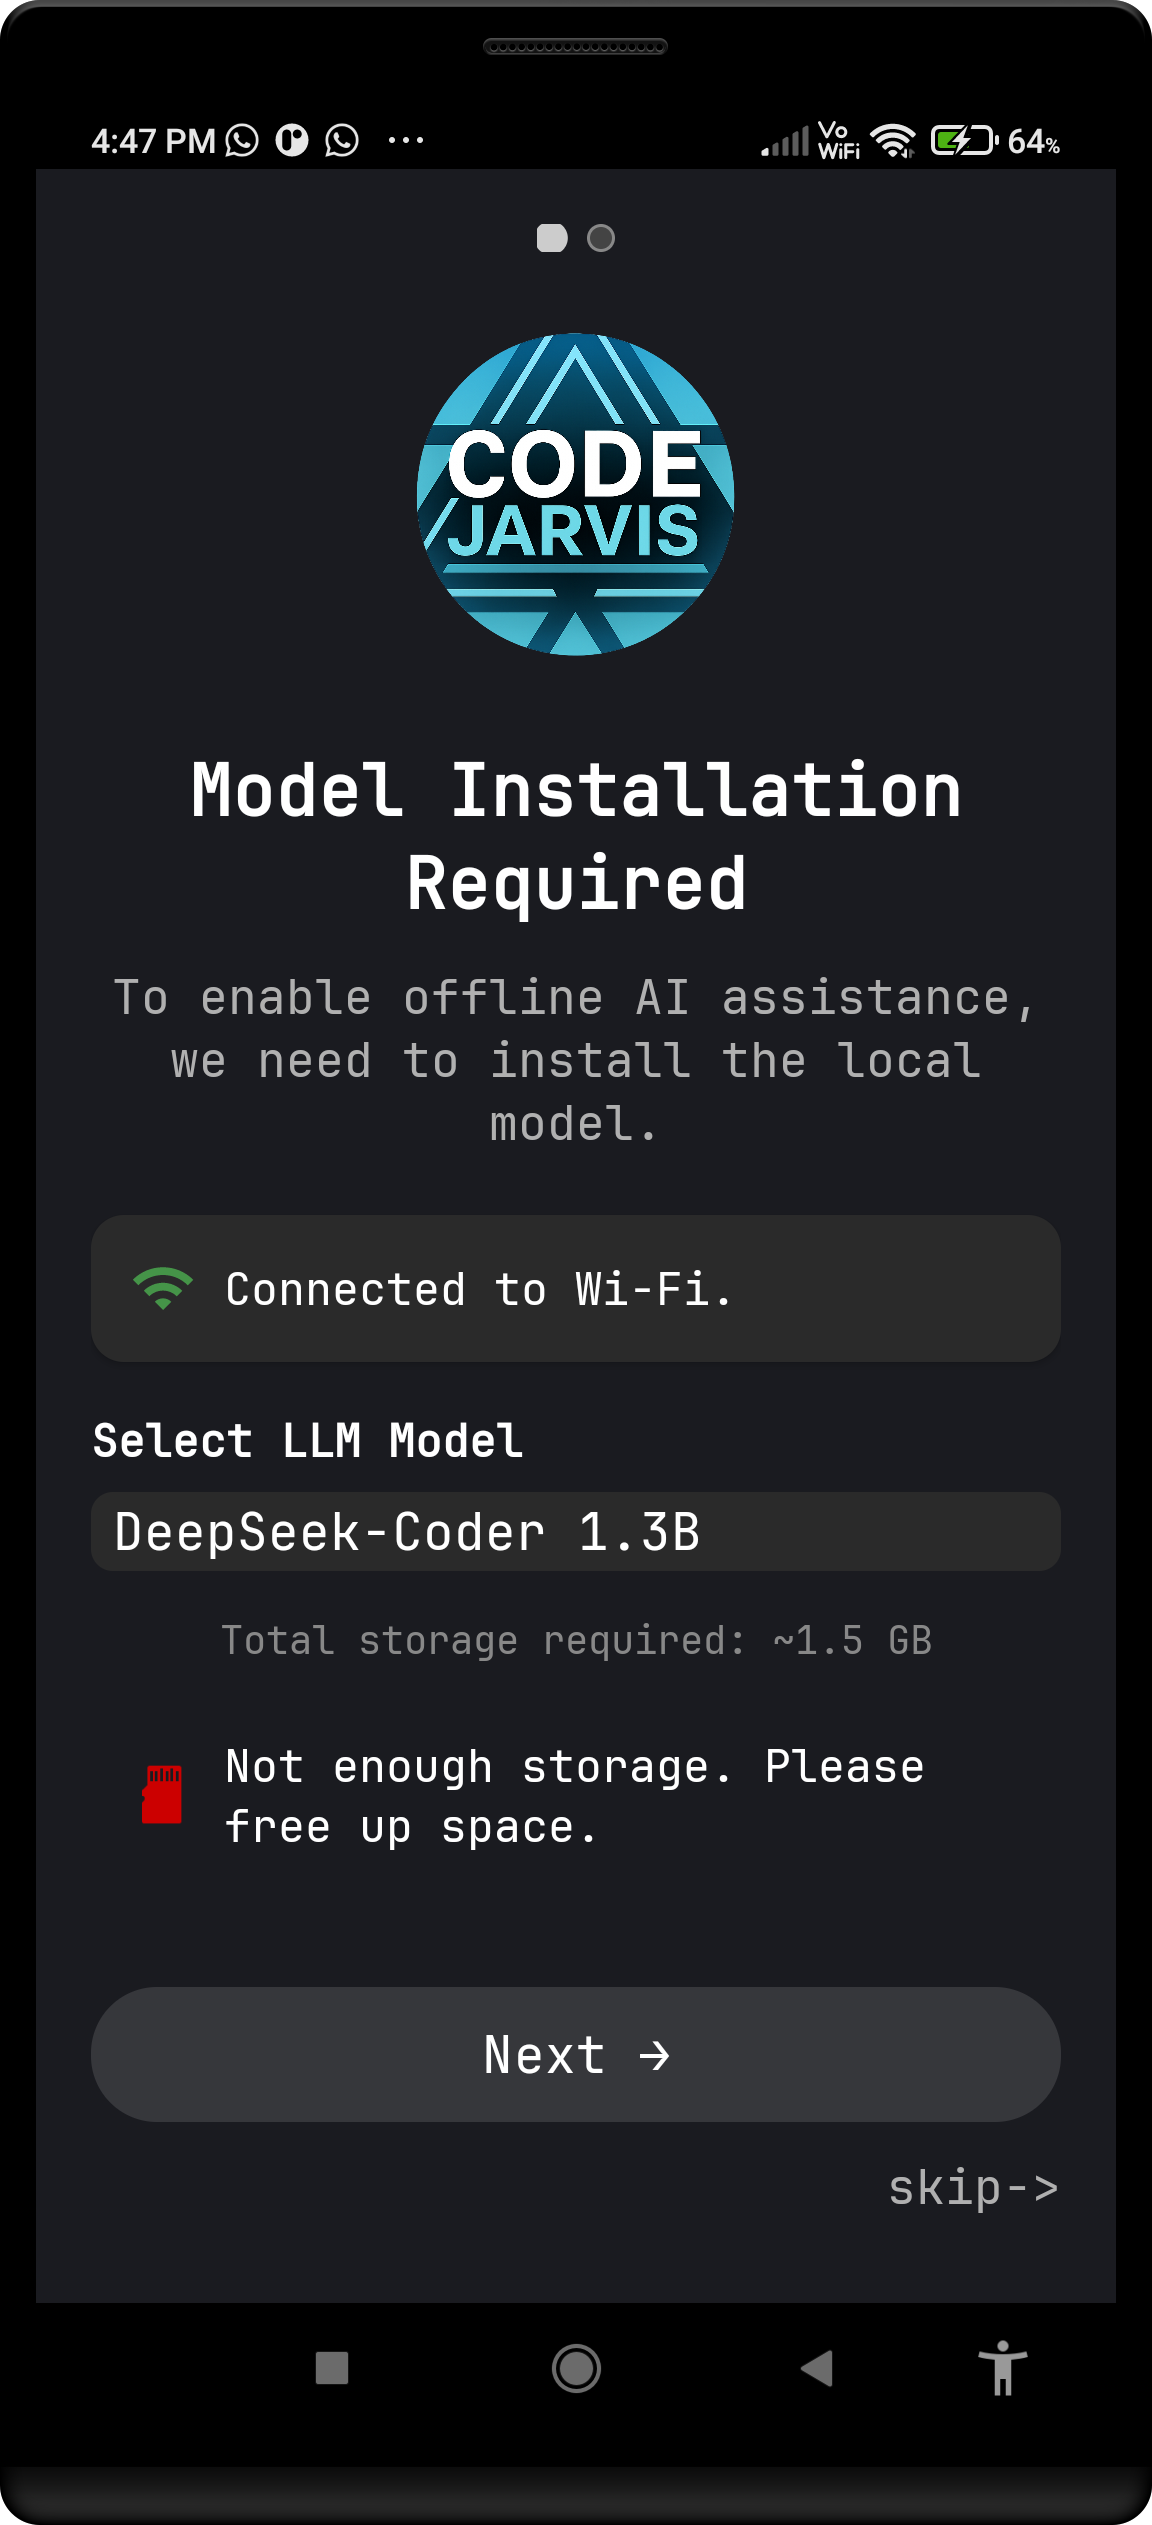 4:47 PM Vo WiFi 64%
CODE
JARVIS
Model Installation
Required
To enable offline AI assistance,
we need to install the local
model.
Connected to Wi-Fi.
Select LLM Model
DeepSeek-Coder 1.3B
Total storage required: ~1.5 GB
Not enough storage. Please
free up space.
Next →
skip->